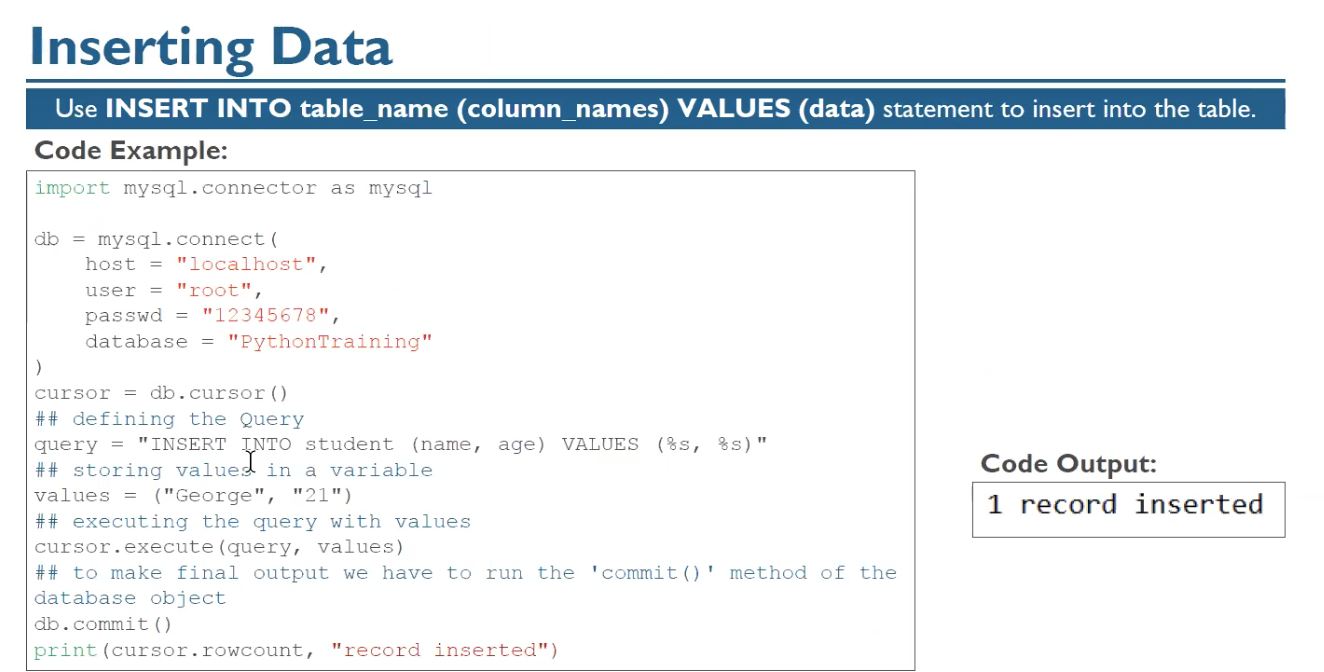 Inserting Data
Use INSERT INTO table_name (column_names) VALUES (data) statement to insert into the table.
Code Example:
import mysql.connector as mysql
db = mysql.connect(
    host = "localhost",
    user = "root",
    passwd = "12345678",
    database = "PythonTraining"
)
cursor = db.cursor()
## defining the Query
query = "INSERT INTO student (name, age) VALUES (%s, %s)"
## storing values in a variable
values = ("George", "21")
## executing the query with values
cursor.execute(query, values)
## to make final output we have to run the 'commit()' method of the
database object
db.commit()
print(cursor.rowcount, "record inserted")
Code Output:
1 record inserted